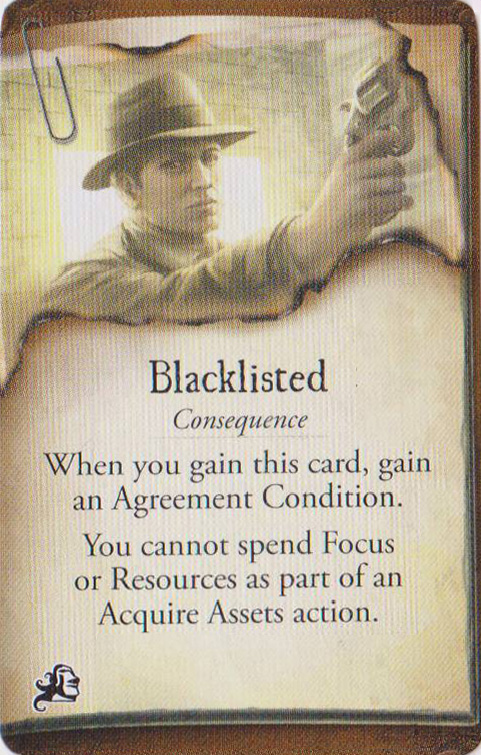 Blacklisted
Consequence
When you gain this card, gain
an Agreement Condition.
You cannot spend Focus
or Resources as part of an
Acquire Assets action.